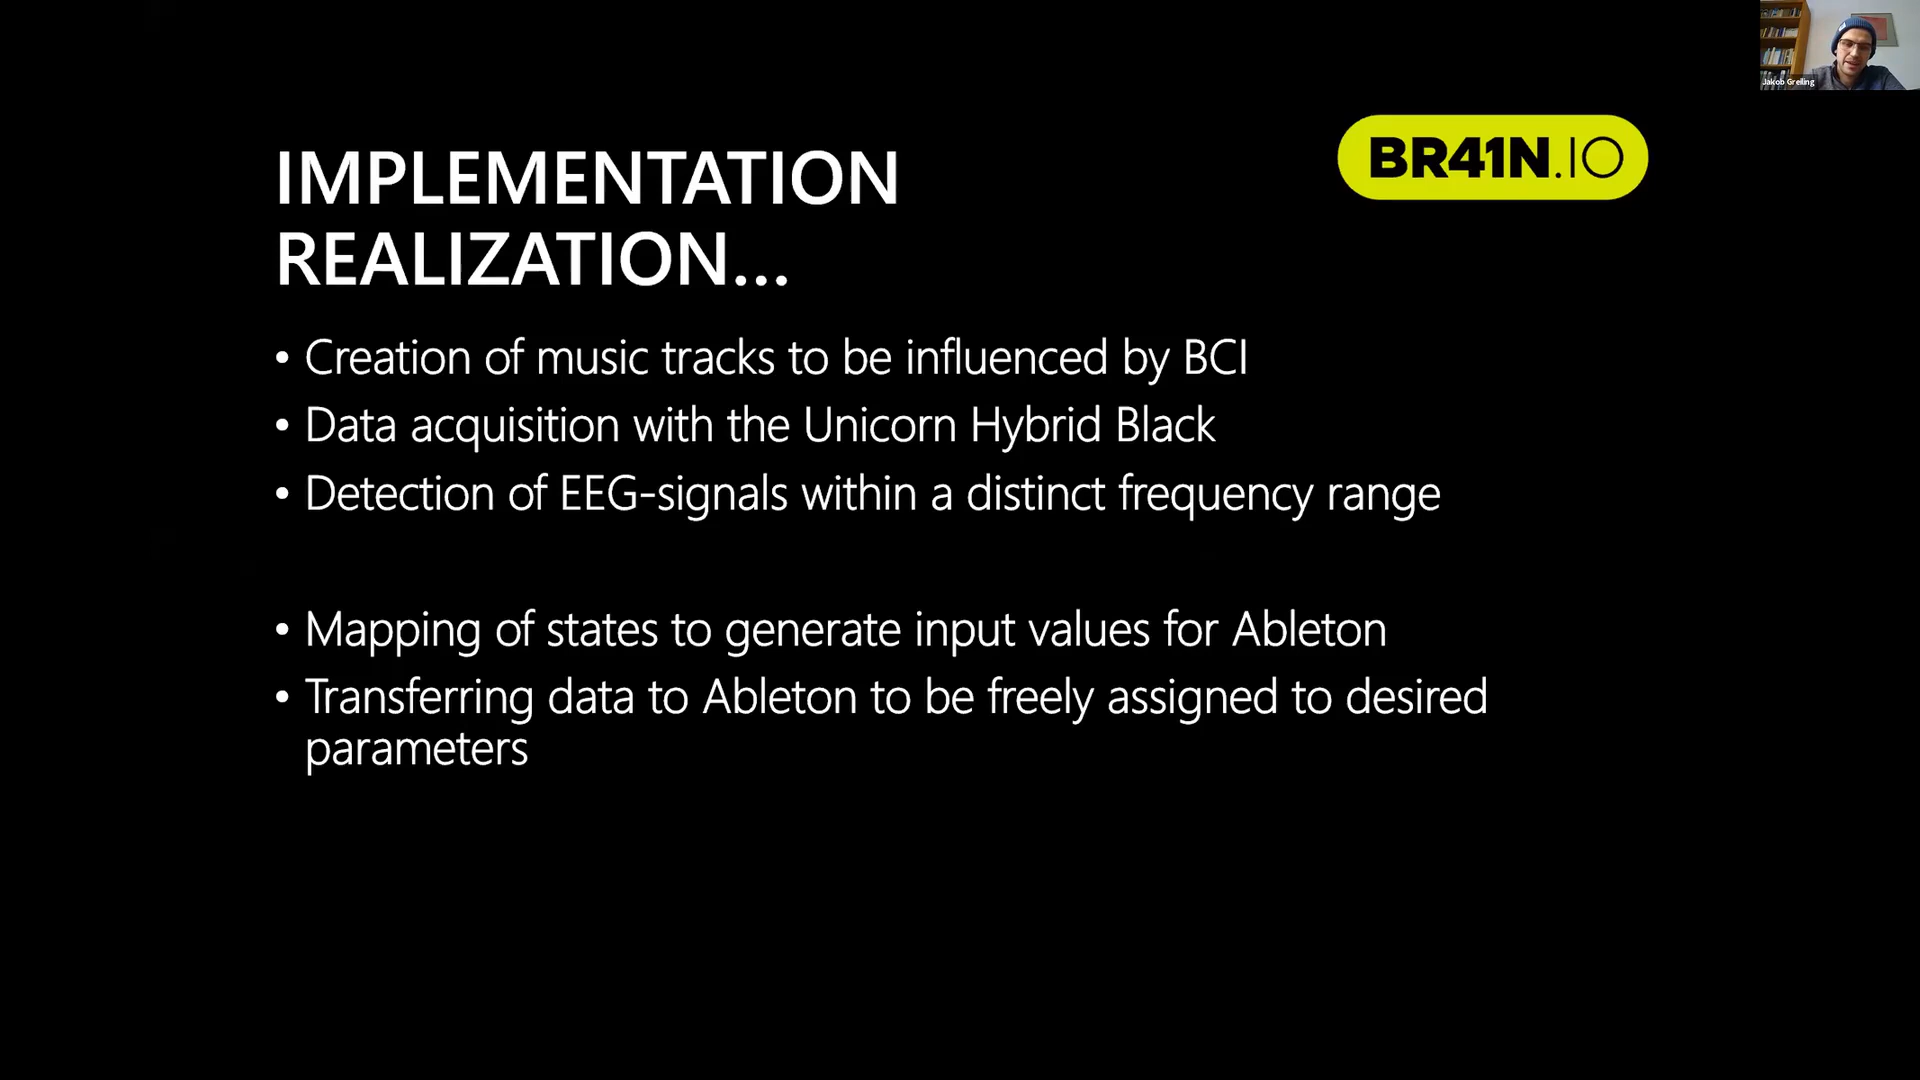 Jakob Greiling
BR41N.IO
IMPLEMENTATION
REALIZATION...
• Creation of music tracks to be influenced by BCI
• Data acquisition with the Unicorn Hybrid Black
• Detection of EEG-signals within a distinct frequency range
• Mapping of states to generate input values for Ableton
• Transferring data to Ableton to be freely assigned to desired
parameters